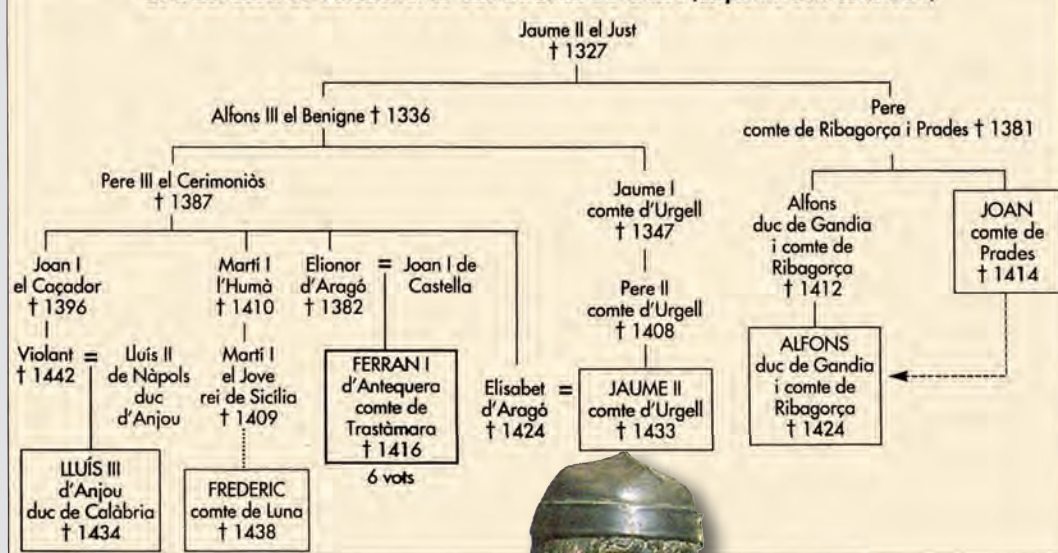 Jaume II el Just
† 1327
Alfons III el Benigne † 1336
Pere
comte de Ribagorça i Prades † 1381
Pere III el Cerimoniòs
† 1387
Jaume I
comte d'Urgell
† 1347
Alfons
duc de Gandia
i comte de
Ribagorça
† 1412
JOAN
comte de
Prades
† 1414
Joan I
el Caçador
† 1396
Martí I
l'Humà
† 1410
Elionor
d'Aragó
† 1382
=
Joan I de
Castella
Pere II
comte d'Urgell
† 1408
Violant
† 1442
=
Lluís II
de Nàpols
duc
d'Anjou
Martí I
el Jove
rei de Sicília
† 1409
FERRAN I
d'Antequera
comte de
Trastàmara
† 1416
6 vots
Elisabet
d'Aragó
† 1424
=
JAUME II
comte d'Urgell
† 1433
ALFONS
duc de Gandia
i comte de
Ribagorça
† 1424
LLUÍS III
d'Anjou
duc de Calàbria
† 1434
FREDERIC
comte de Luna
† 1438